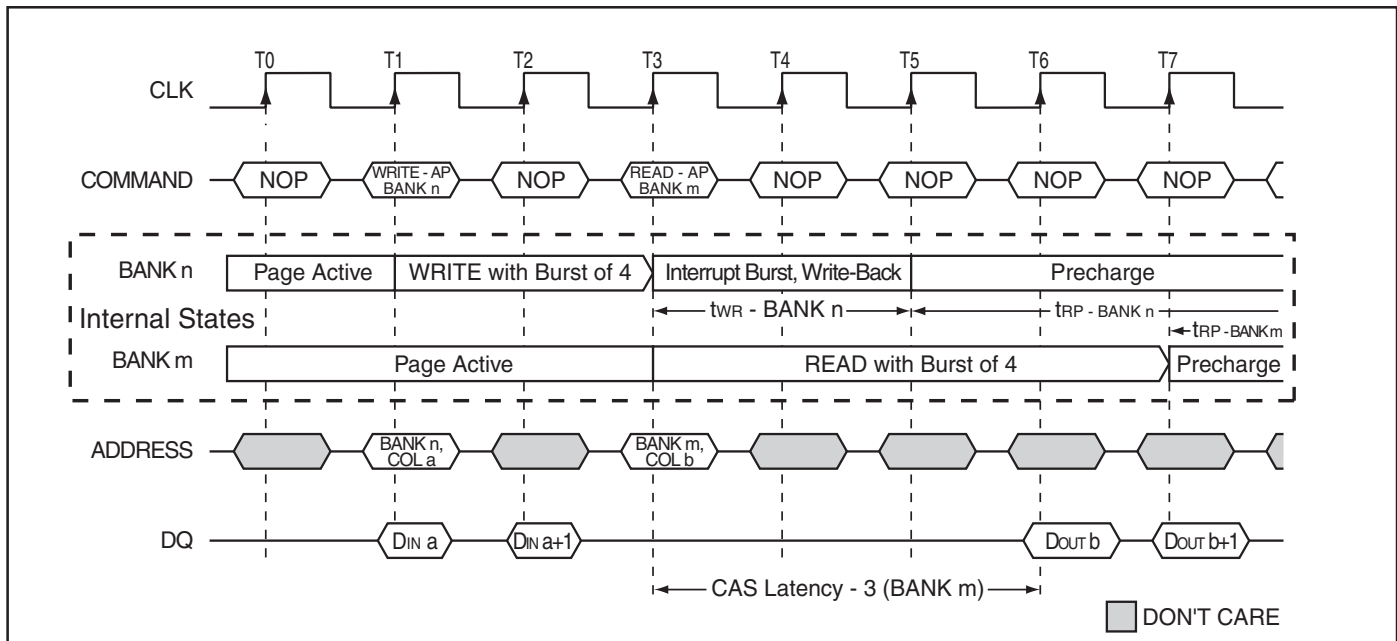 T0 T1 T2 T3 T4 T5 T6 T7
CLK
COMMAND NOP WRITE - AP BANK n NOP READ - AP BANK m NOP NOP NOP NOP
BANK n Page Active WRITE with Burst of 4 Interrupt Burst, Write-Back Precharge
tWR - BANK n tRP - BANK n
Internal States
tRP - BANK m
BANK m Page Active READ with Burst of 4 Precharge
ADDRESS BANK n, COL a BANK m, COL b
DQ DIN a DIN a+1 DOUT b DOUT b+1
CAS Latency - 3 (BANK m)
DON'T CARE